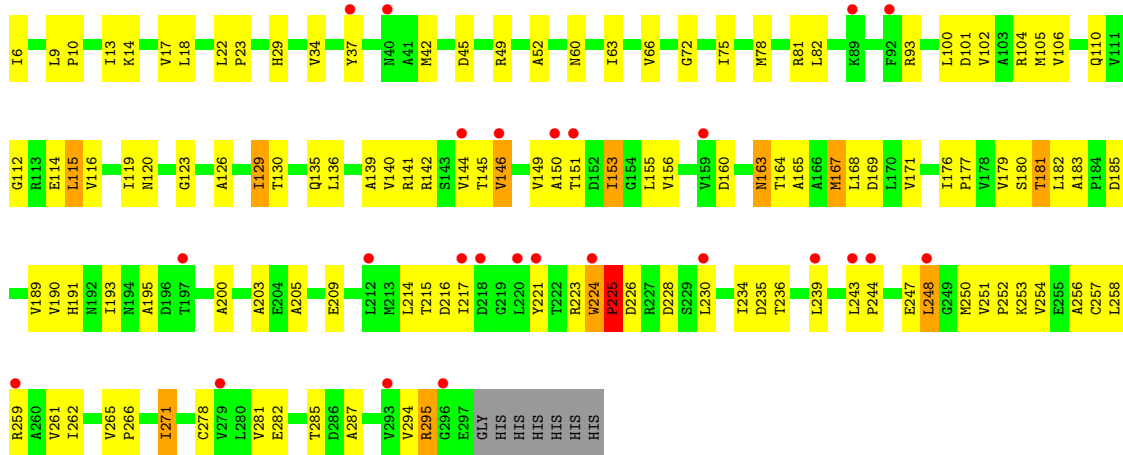 I6 L9 P10 I13 K14 V17 L18 L22 P23 H29 V34 Y37 N40 A41 M42 D45 R49 A52 N60 I63 V66 G72 I75 M78 R81 L82 K89 F92 R93 L100 D101 V102 A103 R104 M105 V106 Q110 V111
G112 R113 E114 L115 V116 I119 N120 G123 A126 I129 T130 Q135 L136 A139 V140 R141 R142 S143 V144 T145 V146 V149 A150 T151 D152 I153 G154 L155 V156 V159 D160 N163 T164 A165 A166 M167 L168 D169 L170 V171 I176 P177 V178 V179 S180 T181 L182 A183 P184 D185
V189 V190 H191 N192 I193 N194 A195 D196 T197 A200 A203 E204 A205 E209 L212 M213 L214 T215 D216 I217 D218 G219 L220 Y221 T222 R223 W224 P225 D226 R227 D228 S229 L230 I234 D235 T236 L239 L243 P244 E247 L248 G249 M250 V251 P252 K253 V254 E255 A256 C257 L258
R259 A260 V261 I262 V265 P266 I271 C278 V279 L280 V281 E282 T285 D286 A287 V293 V294 R295 G296 E297 GLY HIS HIS HIS HIS HIS